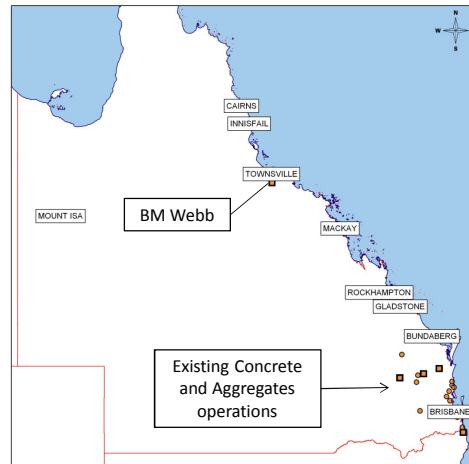 N
W
E
S
CAIRNS
INNISFAIL
TOWNSVILLE
MOUNT ISA
BM Webb
MACKAY
ROCKHAMPTON
GLADSTONE
BUNDABERG
Existing Concrete
and Aggregates
operations
BRISBANE